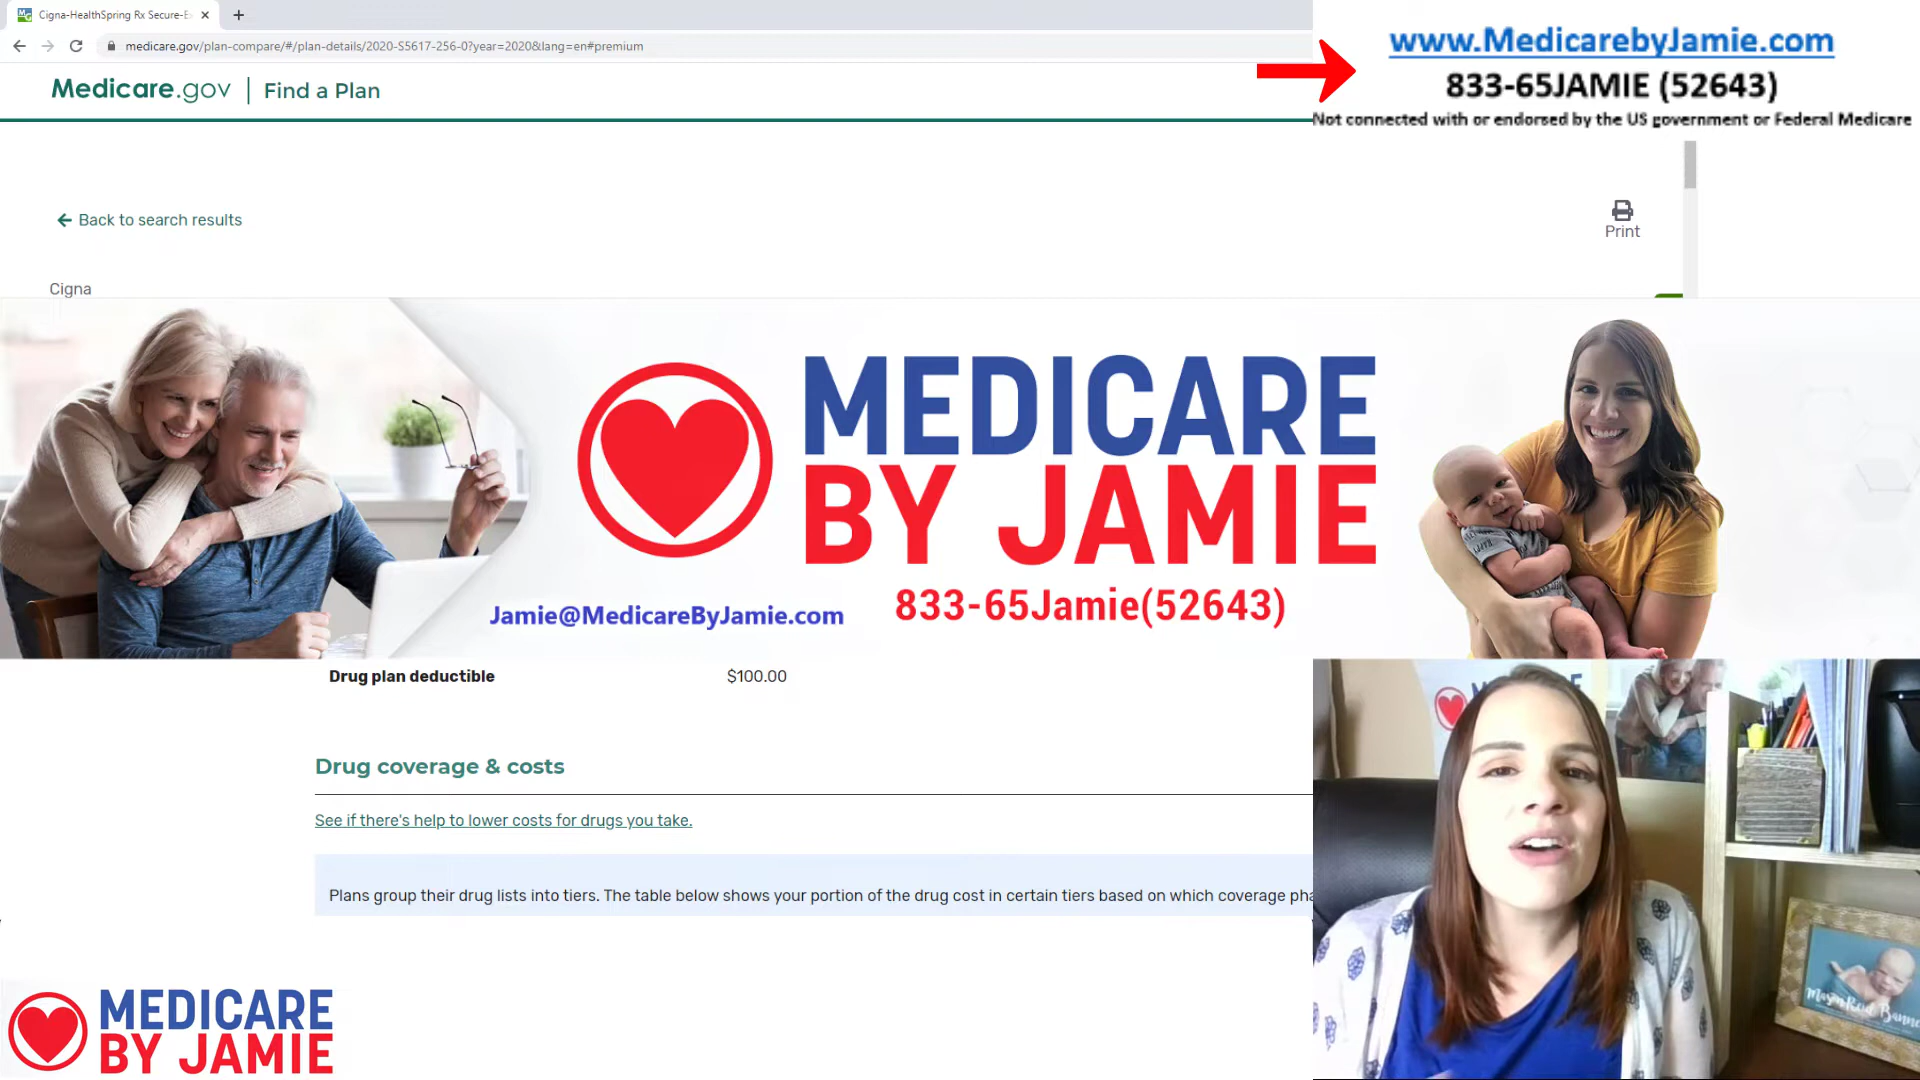 Cigna-HealthSpring Rx Secure-E
medicare.gov/plan-compare/#/plan-details/2020-S5617-256-0?year=2020&lang=en#premium
www.MedicarebyJamie.com
833-65JAMIE (52643)
Not connected with or endorsed by the US government or Federal Medicare
Medicare.gov | Find a Plan
Back to search results
Print
Cigna
MEDICARE
BY JAMIE
Jamie@MedicareByJamie.com
833-65Jamie(52643)
Drug plan deductible $100.00
Drug coverage & costs
See if there's help to lower costs for drugs you take.
Plans group their drug lists into tiers. The table below shows your portion of the drug cost in certain tiers based on which coverage pha
MEDICARE
BY JAMIE